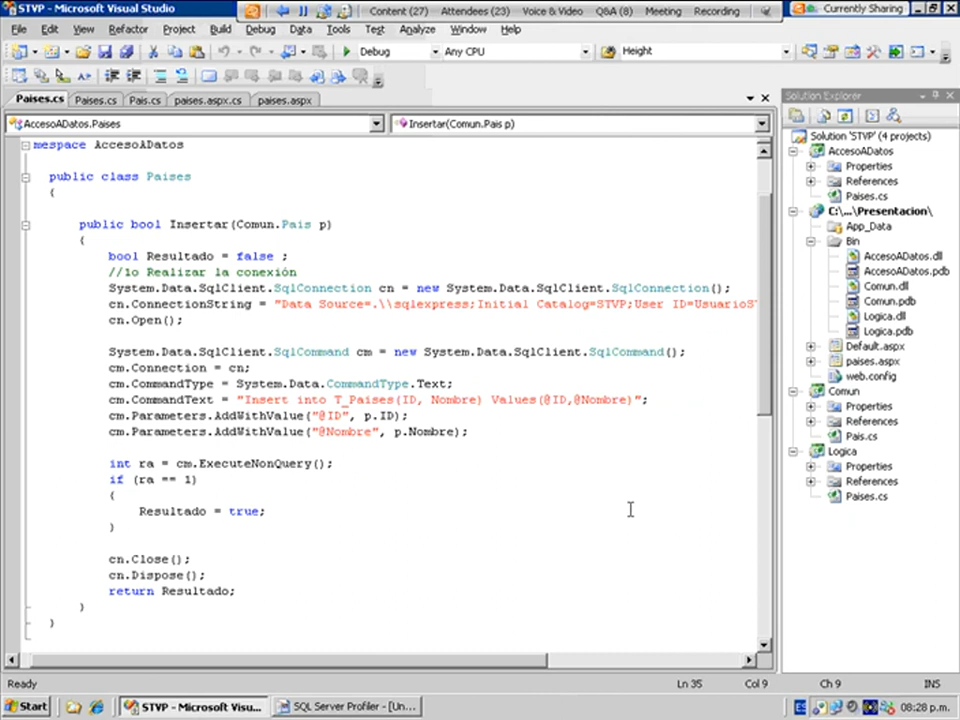 STVP - Microsoft Visual Studio
Content (27) Attendees (23) Voice & Video Q&A (8) Meeting Recording
Currently Sharing
File Edit View Refactor Project Build Debug Data Tools Test Analyze Window Help
Debug Any CPU Height
Paises.cs Paises.cs Pais.cs paises.aspx.cs paises.aspx
AccesoADatos.Paises Insertar(Comun.Pais p)
mespace AccesoADatos
public class Paises
{
public bool Insertar(Comun.Pais p)
{
bool Resultado = false ;
//1o Realizar la conexión
System.Data.SqlClient.SqlConnection cn = new System.Data.SqlClient.SqlConnection();
cn.ConnectionString = "Data Source=.\\sqlexpress;Initial Catalog=STVP;User ID=UsuarioS
cn.Open();
System.Data.SqlClient.SqlCommand cm = new System.Data.SqlClient.SqlCommand();
cm.Connection = cn;
cm.CommandType = System.Data.CommandType.Text;
cm.CommandText = "Insert into T_Paises(ID, Nombre) Values(@ID,@Nombre)";
cm.Parameters.AddWithValue("@ID", p.ID);
cm.Parameters.AddWithValue("@Nombre", p.Nombre);
int ra = cm.ExecuteNonQuery();
if (ra == 1)
{
Resultado = true;
}
cn.Close();
cn.Dispose();
return Resultado;
}
}
Solution Explorer
Solution 'STVP' (4 projects)
AccesoADatos
Properties
References
Paises.cs
C:\...\Presentacion\
App_Data
Bin
AccesoADatos.dll
AccesoADatos.pdb
Comun.dll
Comun.pdb
Logica.dll
Logica.pdb
Default.aspx
paises.aspx
web.config
Comun
Properties
References
Pais.cs
Logica
Properties
References
Paises.cs
Ready Ln 35 Col 9 Ch 9 INS
Start STVP - Microsoft Visu... SQL Server Profiler - [Un... ES 08:28 p.m.